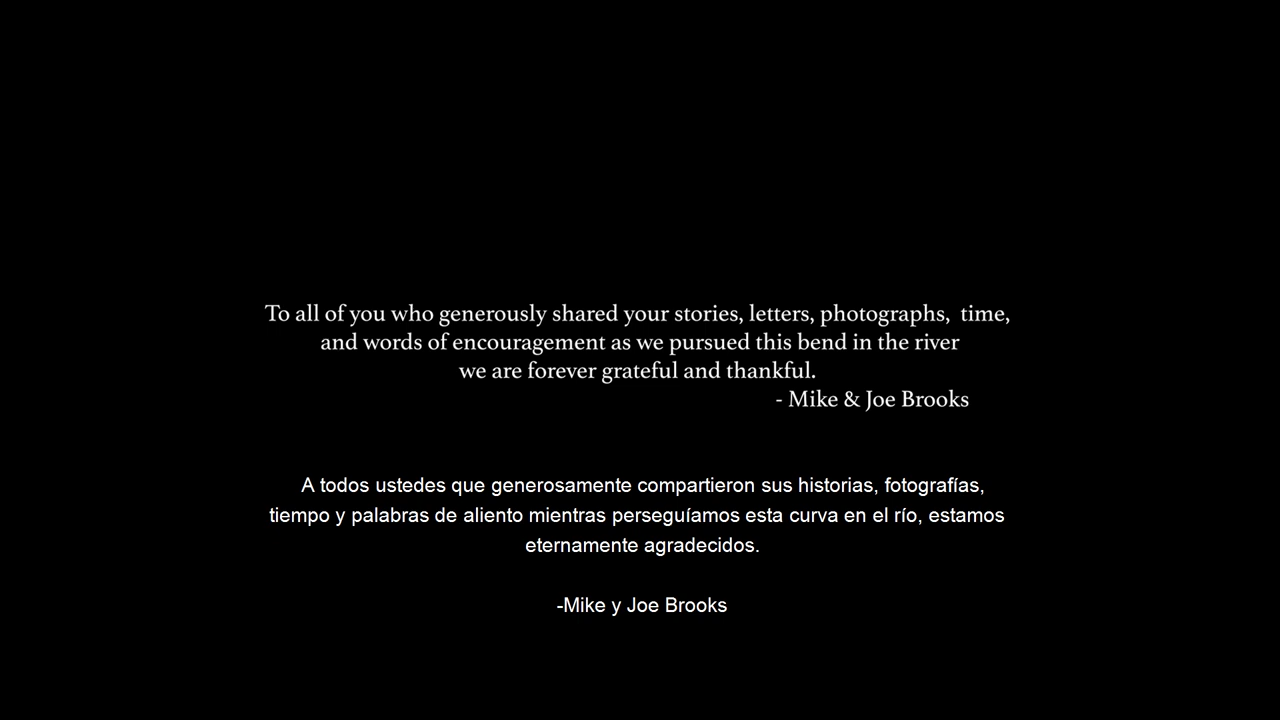 To all of you who generously shared your stories, letters, photographs,  time,
and words of encouragement as we pursued this bend in the river
we are forever grateful and thankful.
- Mike & Joe Brooks
A todos ustedes que generosamente compartieron sus historias, fotografías,
tiempo y palabras de aliento mientras perseguíamos esta curva en el río, estamos
eternamente agradecidos.
-Mike y Joe Brooks